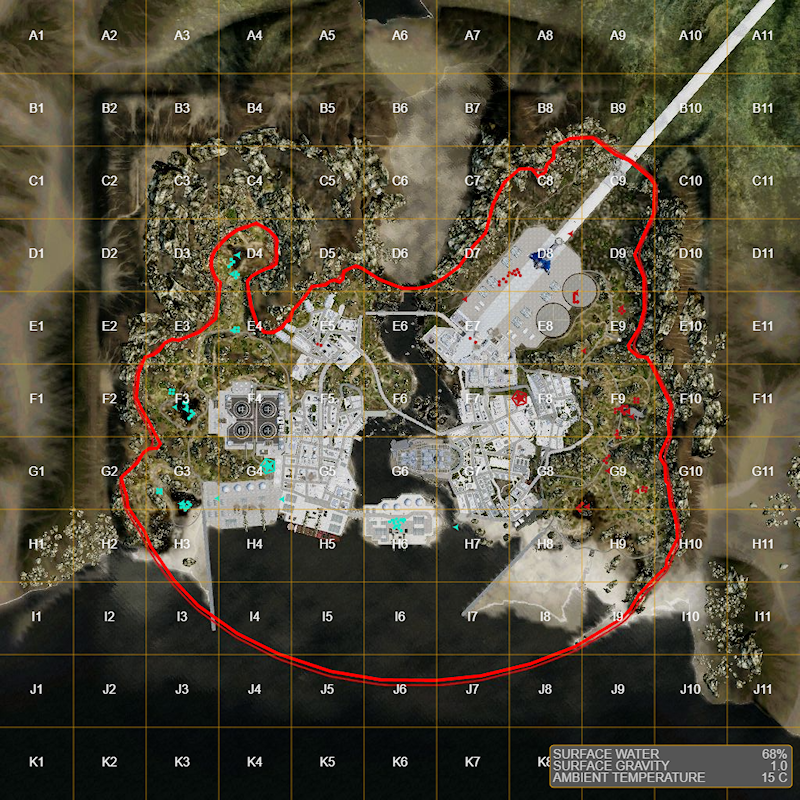 A1 A2 A3 A4 A5 A6 A7 A8 A9 A10 A11
B1 B2 B3 B4 B5 B6 B7 B8 B9 B10 B11
C1 C2 C3 C4 C5 C6 C7 C8 C9 C10 C11
D1 D2 D3 D4 D5 D6 D7 D8 D9 D10 D11
E1 E2 E3 E4 E5 E6 E7 E8 E9 E10 E11
F1 F2 F3 F4 F5 F6 F7 F8 F9 F10 F11
G1 G2 G3 G4 G5 G6 G7 G8 G9 G10 G11
H1 H2 H3 H4 H5 H6 H7 H8 H9 H10 H11
I1 I2 I3 I4 I5 I6 I7 I8 I9 I10 I11
J1 J2 J3 J4 J5 J6 J7 J8 J9 J10 J11
K1 K2 K3 K4 K5 K6 K7 K8
SURFACE WATER 68%
SURFACE GRAVITY 1.0
AMBIENT TEMPERATURE 15 C